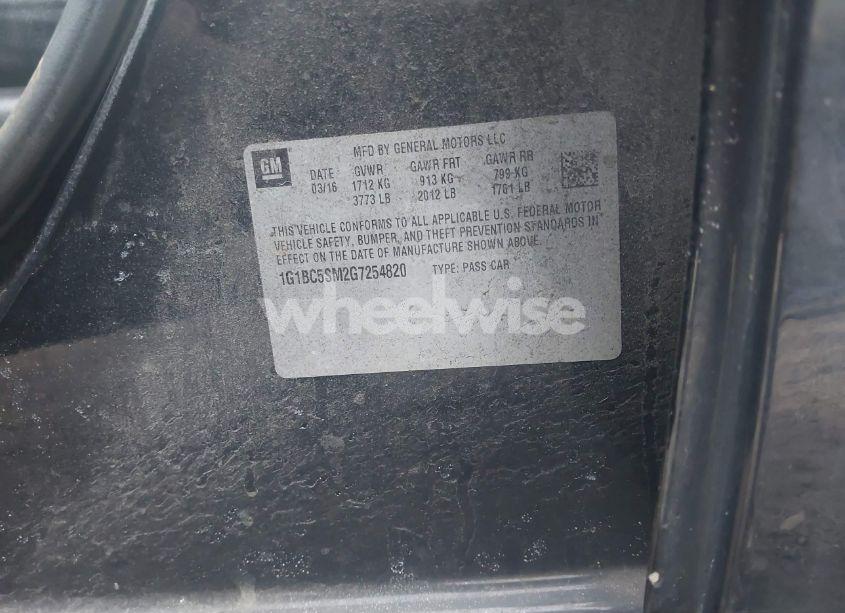 MFD BY GENERAL MOTORS LLC
GM DATE GVWR GAWR FRT GAWR RR
03/16 1712 KG 913 KG 799 KG
3773 LB 2012 LB 1761 LB
THIS VEHICLE CONFORMS TO ALL APPLICABLE U.S. FEDERAL MOTOR
VEHICLE SAFETY, BUMPER, AND THEFT PREVENTION STANDARDS IN
EFFECT ON THE DATE OF MANUFACTURE SHOWN ABOVE.
1G1BC5SM2G7254820 TYPE: PASS CAR
wheelwise